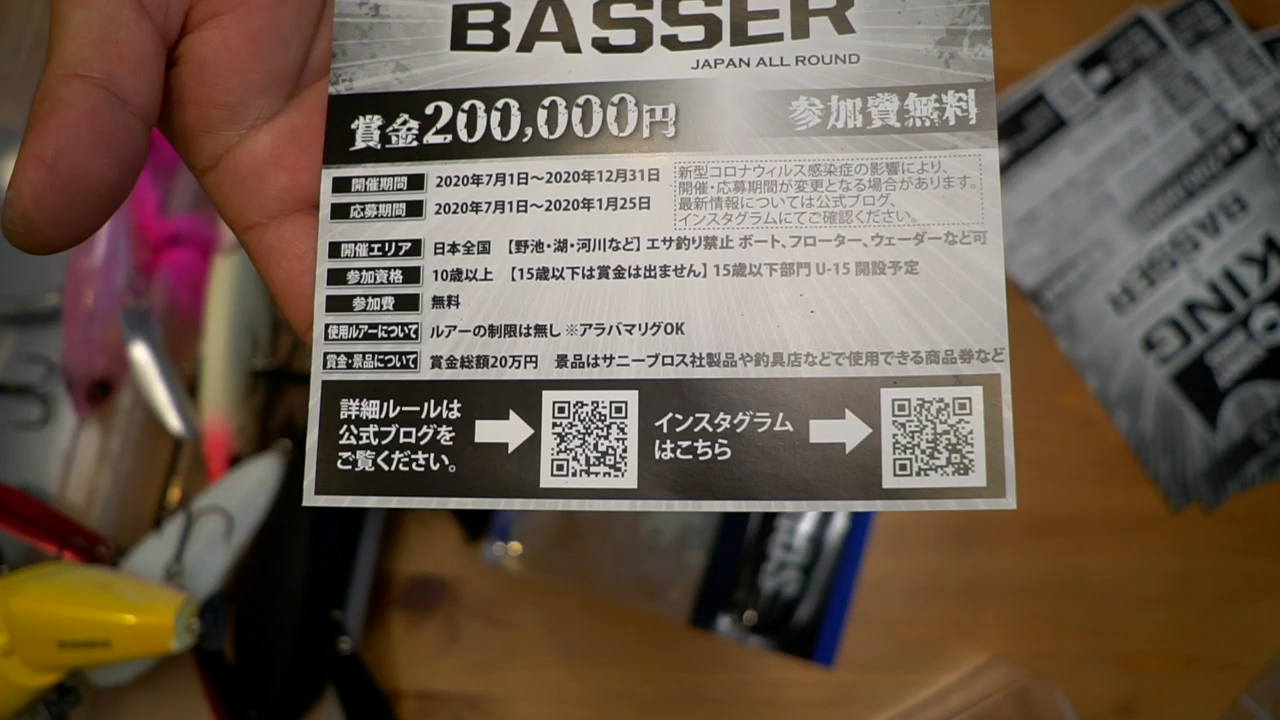 BASSER
JAPAN ALL ROUND
賞金200,000円 参加費無料
開催期間 2020年7月1日〜2020年12月31日
応募期間 2020年7月1日〜2020年1月25日
新型コロナウィルス感染症の影響により、
開催・応募期間が変更となる場合があります。
最新情報については公式ブログ、
インスタグラムにてご確認ください。
開催エリア 日本全国 【野池・湖・河川など】エサ釣り禁止 ボート、フローター、ウェーダーなど可
参加資格 10歳以上 【15歳以下は賞金は出ません】15歳以下部門 U-15 開設予定
参加費 無料
使用ルアーについて ルアーの制限は無し ※アラバマリグOK
賞金・景品について 賞金総額20万円 景品はサニーブロス社製品や釣具店などで使用できる商品券など
詳細ルールは
公式ブログを
ご覧ください。
インスタグラム
はこちら
KING
BASSER